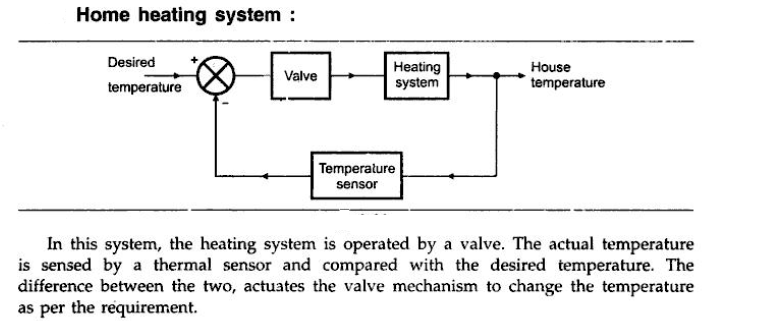 Home heating system :
Desired
temperature
+
−
Valve
Heating
system
House
temperature
Temperature
sensor
In this system, the heating system is operated by a valve. The actual temperature
is sensed by a thermal sensor and compared with the desired temperature. The
difference between the two, actuates the valve mechanism to change the temperature
as per the requirement.